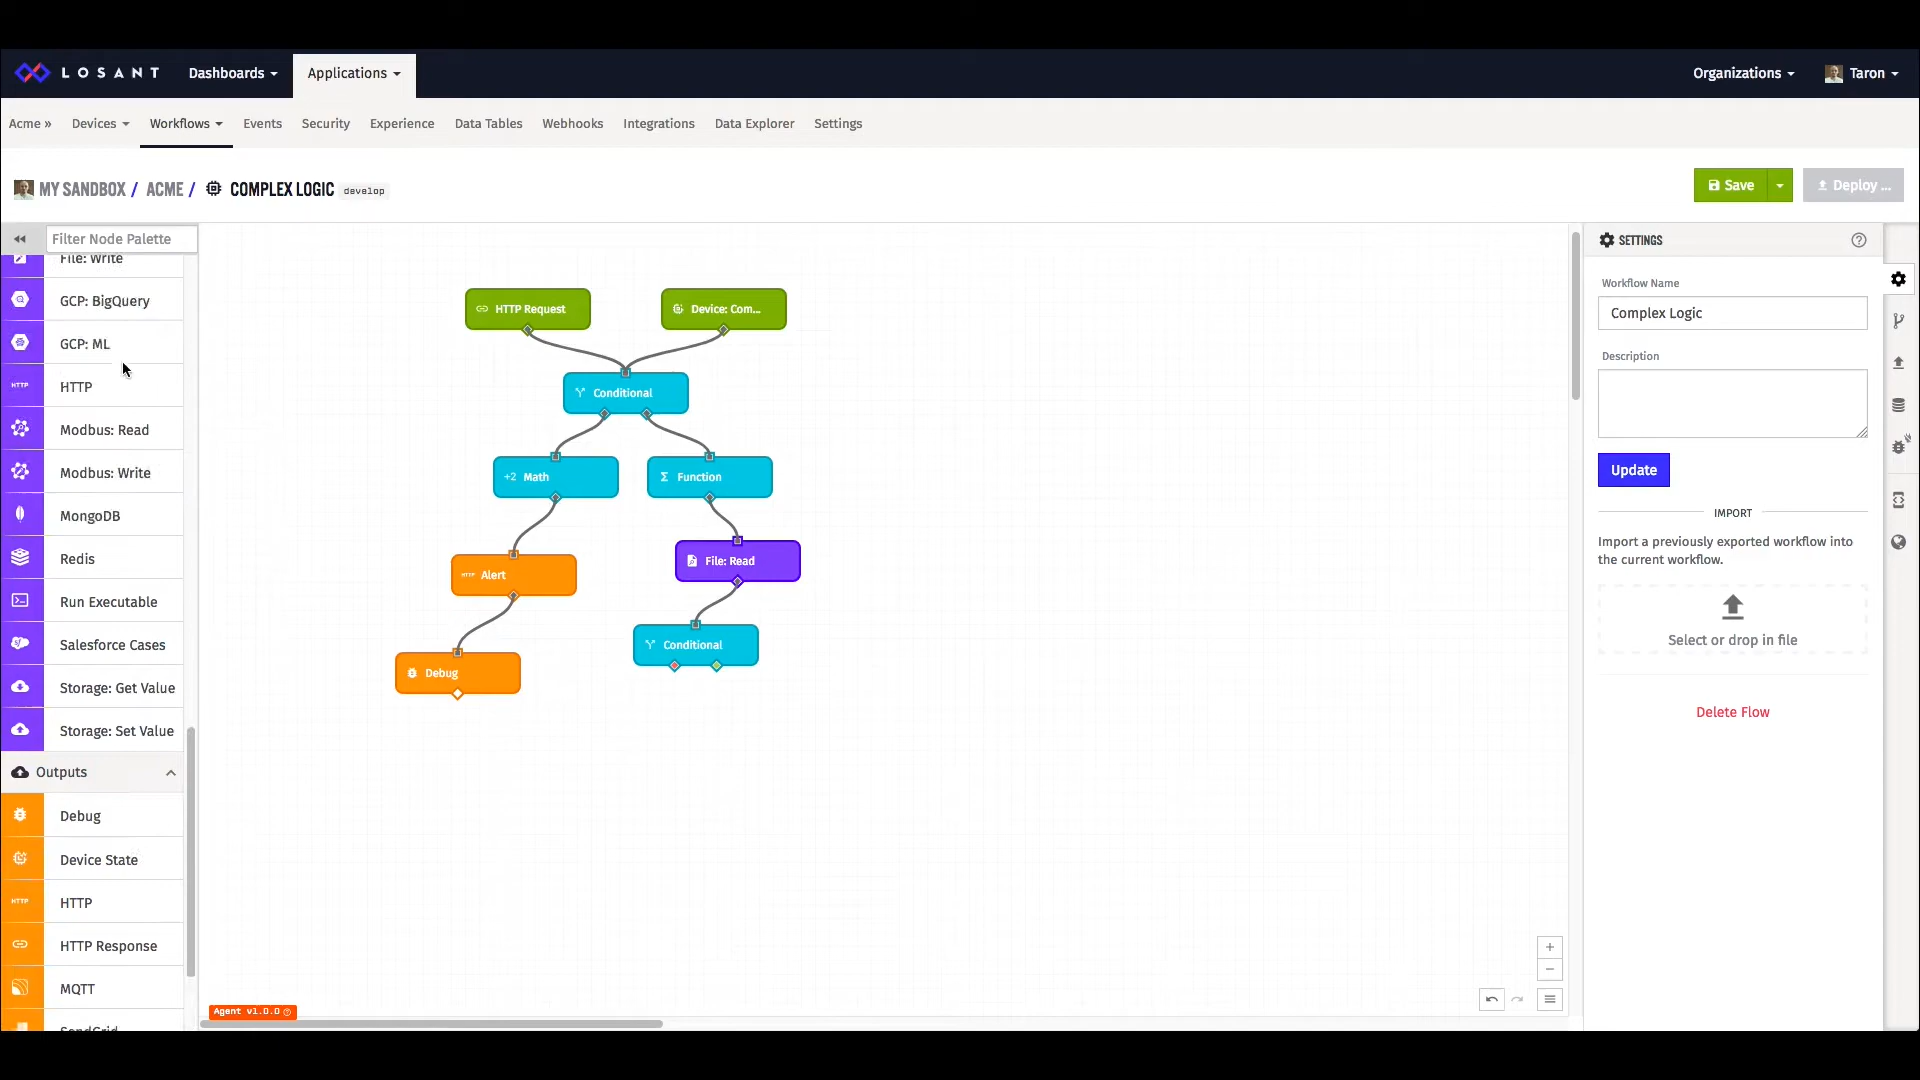 LOSANT Dashboards Applications Organizations Taron
Acme » Devices Workflows Events Security Experience Data Tables Webhooks Integrations Data Explorer Settings
MY SANDBOX / ACME / COMPLEX LOGIC develop
Save
Deploy ...
Filter Node Palette
File: Write
GCP: BigQuery
GCP: ML
HTTP HTTP
Modbus: Read
Modbus: Write
MongoDB
Redis
Run Executable
Salesforce Cases
Storage: Get Value
Storage: Set Value
Outputs
Debug
Device State
HTTP HTTP
HTTP Response
MQTT
SendGrid
HTTP Request
Device: Com...
Conditional
+2 Math
Σ Function
HTTP Alert
File: Read
Debug
Conditional
Agent v1.0.0
SETTINGS
Workflow Name
Complex Logic
Description
Update
IMPORT
Import a previously exported workflow into
the current workflow.
Select or drop in file
Delete Flow